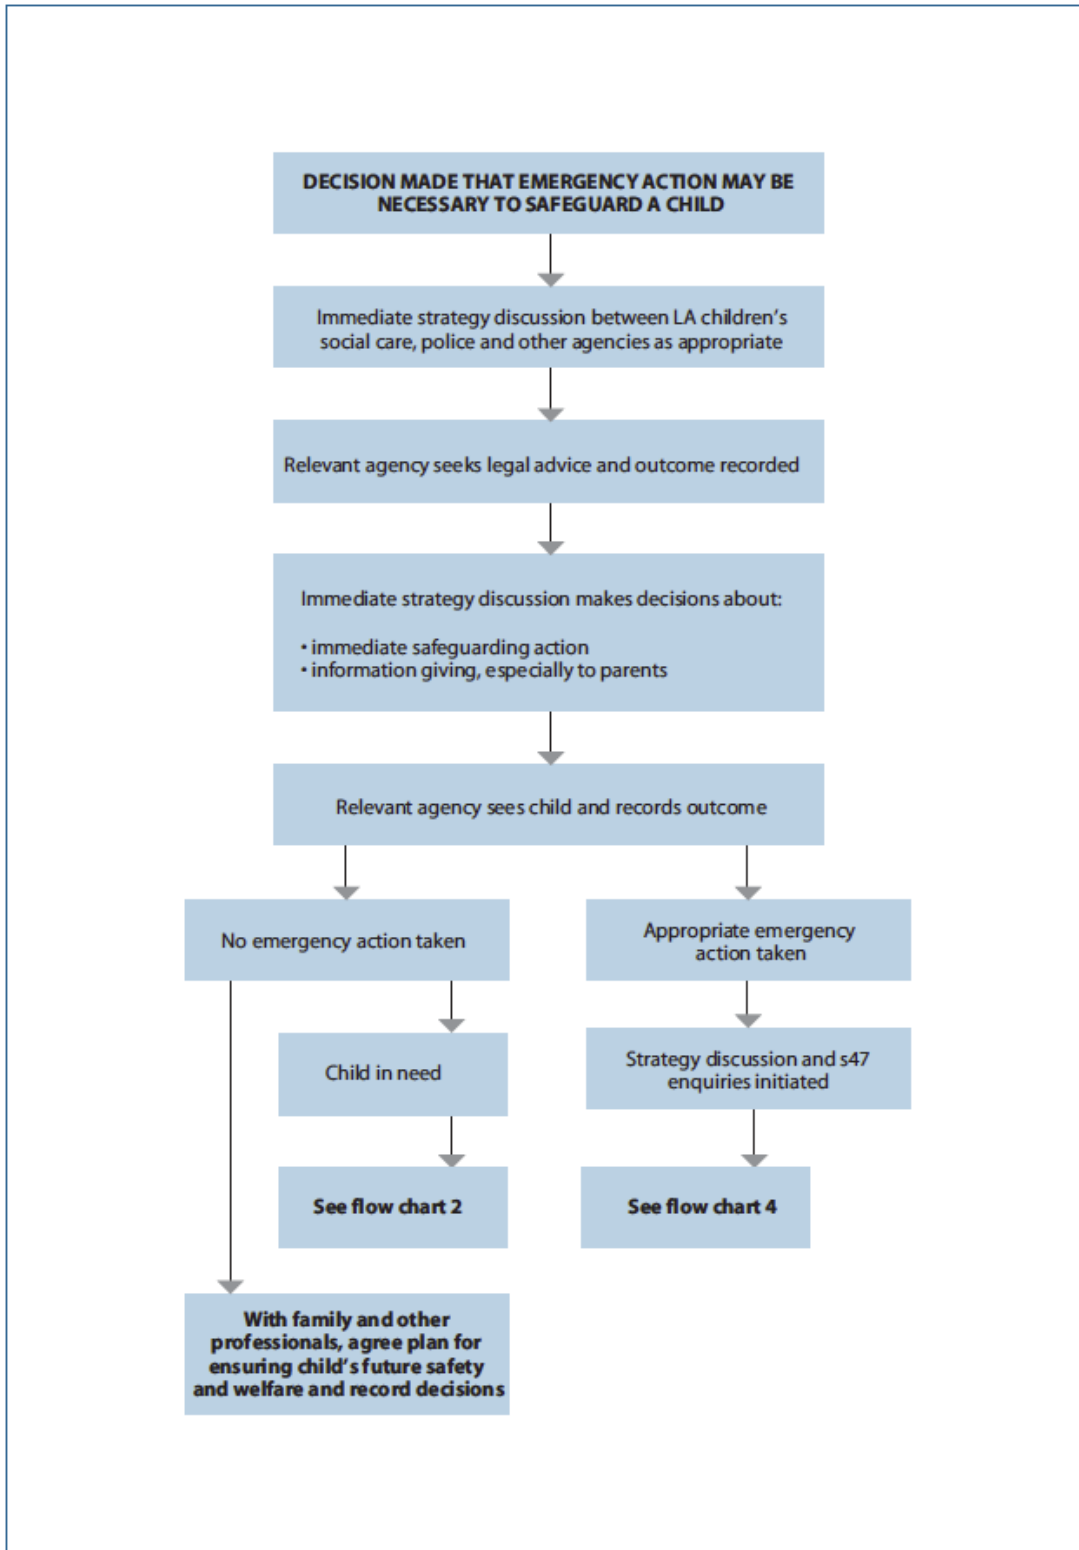 DECISION MADE THAT EMERGENCY ACTION MAY BE
NECESSARY TO SAFEGUARD A CHILD
Immediate strategy discussion between LA children’s
social care, police and other agencies as appropriate
Relevant agency seeks legal advice and outcome recorded
Immediate strategy discussion makes decisions about:
• immediate safeguarding action
• information giving, especially to parents
Relevant agency sees child and records outcome
No emergency action taken
Appropriate emergency
action taken
Child in need
Strategy discussion and s47
enquiries initiated
See flow chart 2
See flow chart 4
With family and other
professionals, agree plan for
ensuring child’s future safety
and welfare and record decisions